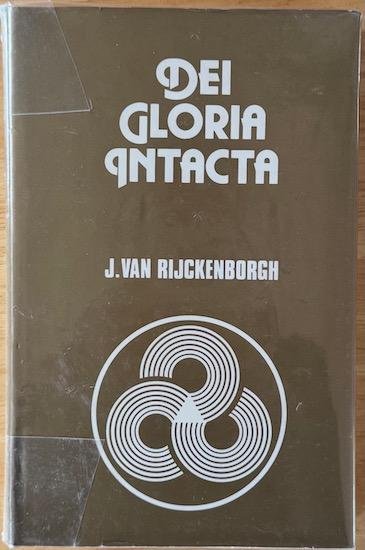 DEI
GLORIA
INTACTA
J. VAN RIJCKENBORGH